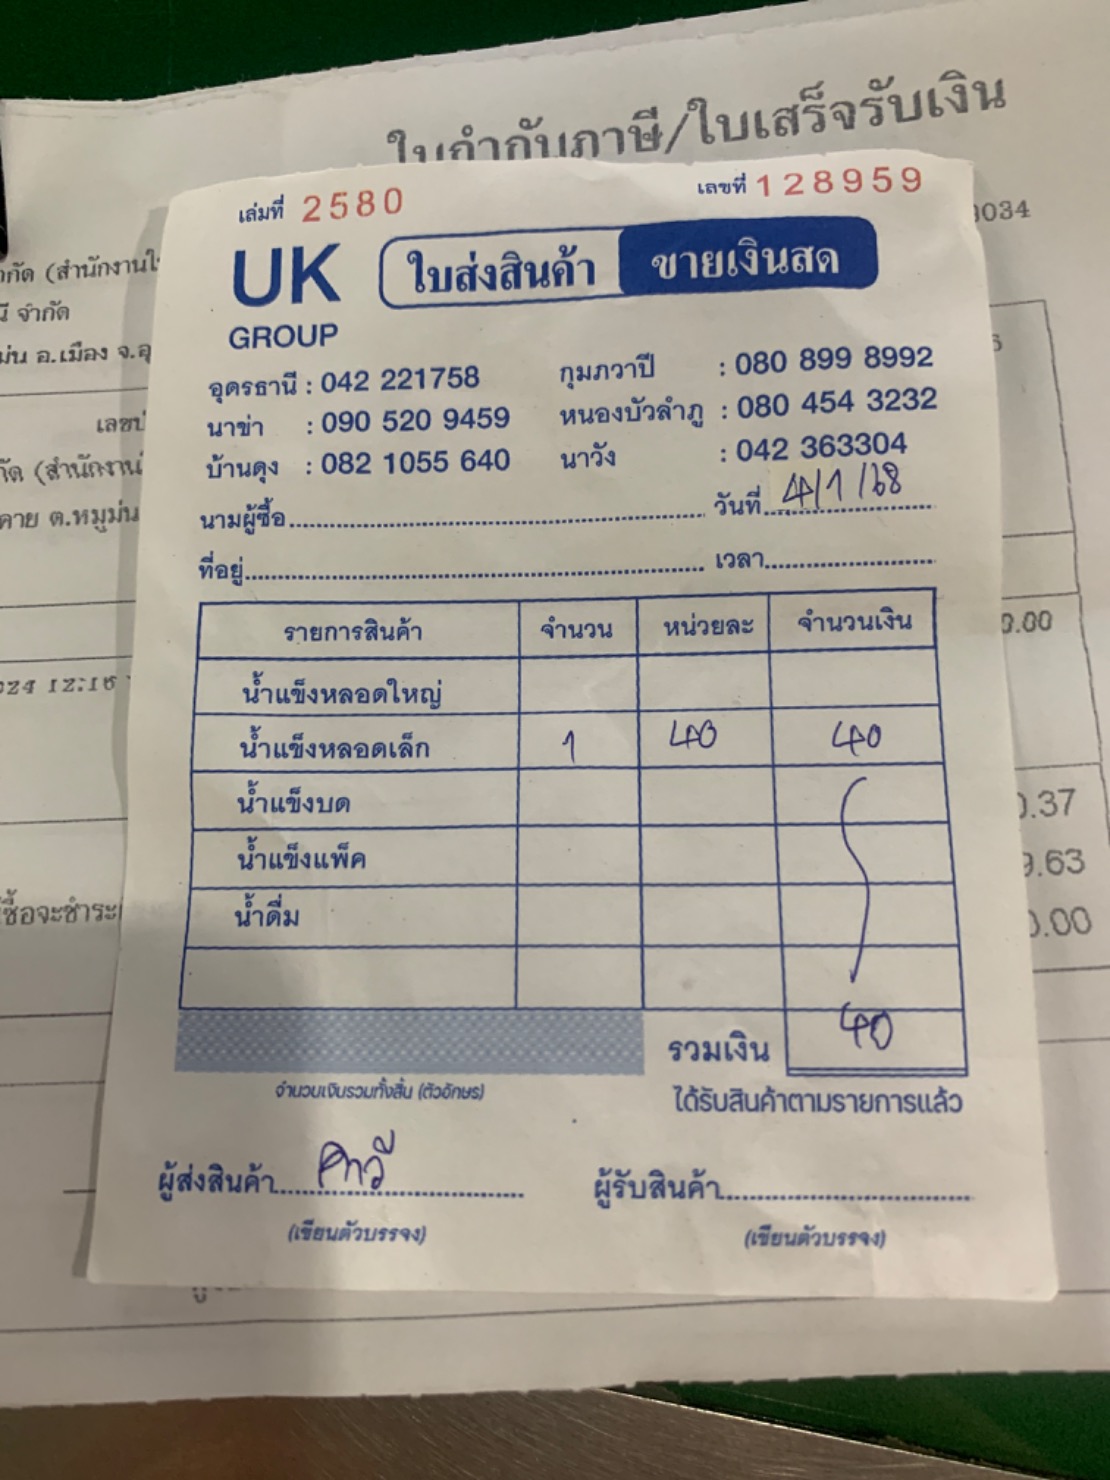 ใบกำกับภาษี/ใบเสร็จรับเงิน
เล่มที่ 2580 เลขที่ 128959
UK GROUP
ใบส่งสินค้า ขายเงินสด
อุดรธานี : 042 221758 กุมภวาปี : 080 899 8992
นาข่า : 090 520 9459 หนองบัวลำภู : 080 454 3232
บ้านดุง : 082 1055 640 นาวัง : 042 363304
นามผู้ซื้อ วันที่ 4/1/68
ที่อยู่ เวลา
รายการสินค้า จำนวน หน่วยละ จำนวนเงิน
น้ำแข็งหลอดใหญ่
น้ำแข็งหลอดเล็ก 1 40 40
น้ำแข็งบด
น้ำแข็งแพ็ค
น้ำดื่ม
รวมเงิน 40
จำนวนเงินรวมทั้งสิ้น (ตัวอักษร) ได้รับสินค้าตามรายการแล้ว
ผู้ส่งสินค้า ผู้รับสินค้า
(เขียนตัวบรรจง) (เขียนตัวบรรจง)